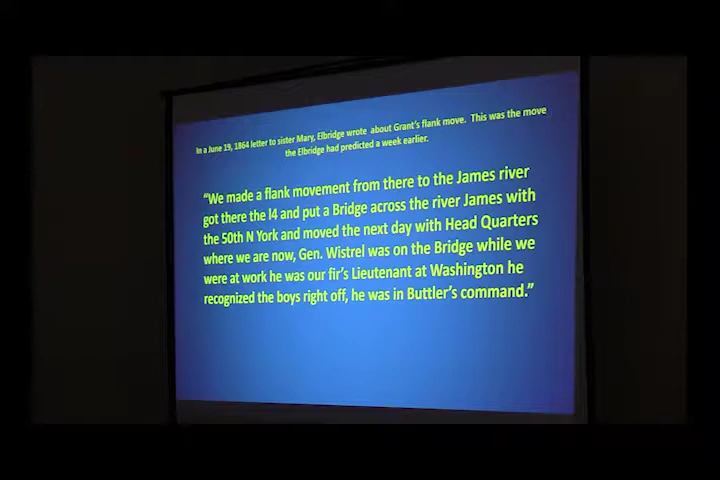 In a June 19, 1864 letter to sister Mary, Elbridge wrote about Grant's flank move. This was the move
the Elbridge had predicted a week earlier.
"We made a flank movement from there to the James river
got there the l4 and put a Bridge across the river James with
the 50th N York and moved the next day with Head Quarters
where we are now, Gen. Wistrel was on the Bridge while we
were at work he was our fir's Lieutenant at Washington he
recognized the boys right off, he was in Buttler's command."